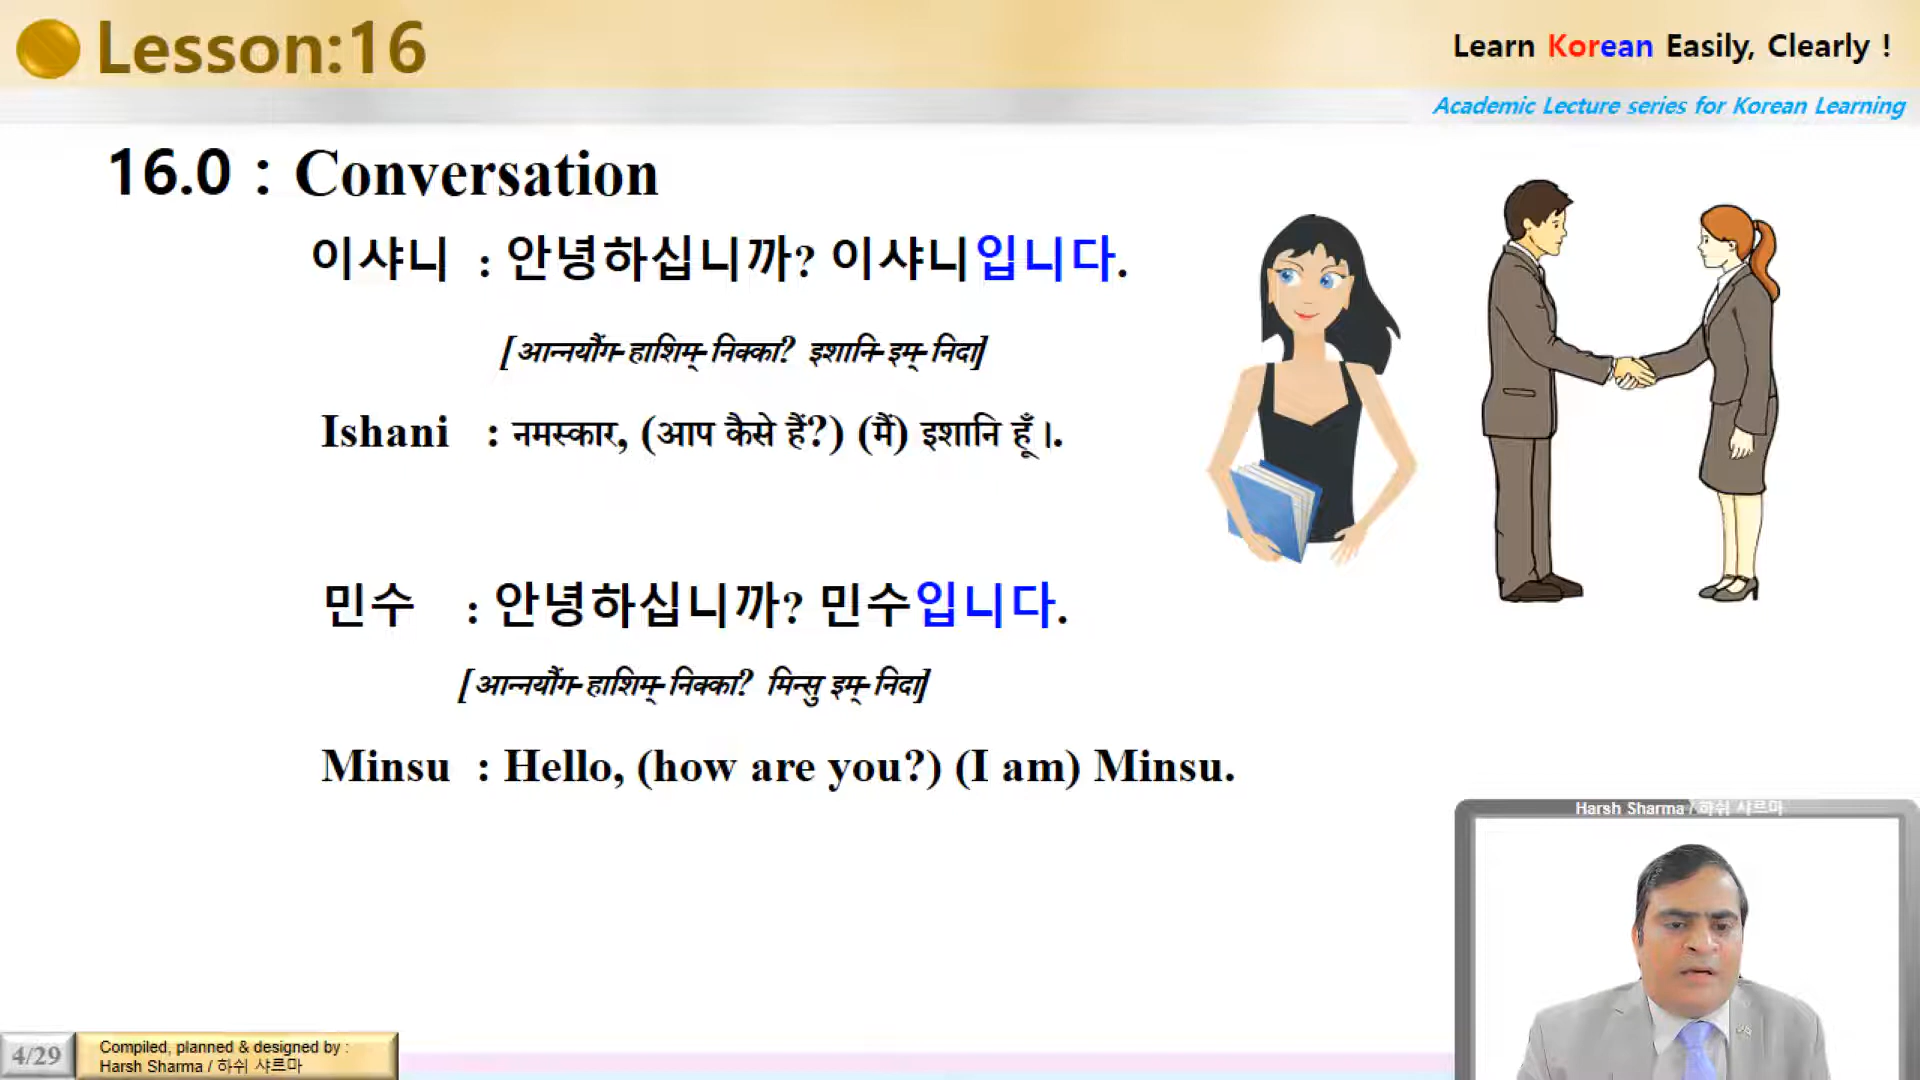 Lesson:16
Learn Korean Easily, Clearly !
Academic Lecture series for Korean Learning
16.0 : Conversation
이샤니 : 안녕하십니까? 이샤니입니다.
[आन्नयौंग-हाशिम्-निक्का? इशानि-इम्-निदा]
Ishani : नमस्कार, (आप कैसे हैं?) (मैं) इशानि हूँ।.
민수 : 안녕하십니까? 민수입니다.
[आन्नयौंग-हाशिम्-निक्का? मिन्सु इम्-निदा]
Minsu : Hello, (how are you?) (I am) Minsu.
Harsh Sharma / 하쉬 샤르마
4/29
Compiled, planned & designed by :
Harsh Sharma / 하쉬 샤르마